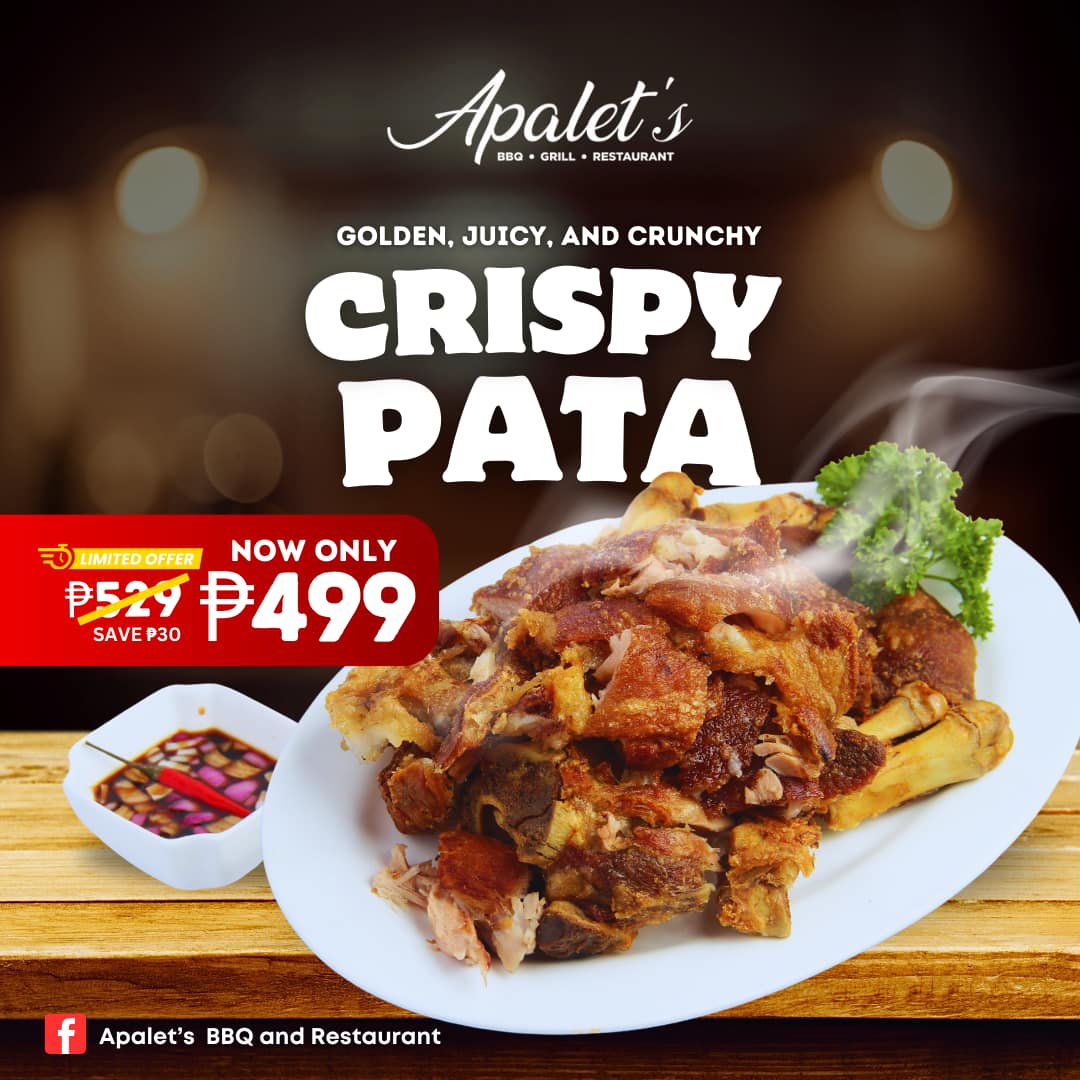 Apalet's
BBQ • GRILL • RESTAURANT
GOLDEN, JUICY, AND CRUNCHY
CRISPY
PATA
LIMITED OFFER
₱529
SAVE ₱30
NOW ONLY
₱499
f
Apalet's BBQ and Restaurant